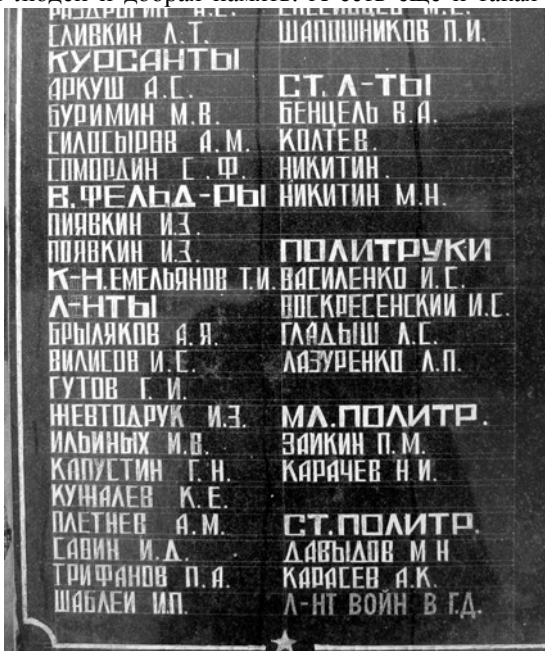 СЛИВКИН Л.Т.
КУРСАНТЫ
АРКУШ А.С.
БУРИМИН М.В.
СИЛОСЫРОВ А.М.
СОМОРДИН С.Ф.
В.ФЕЛЬД-РЫ
ПИЯВКИН И.З.
ПОЯВКИН И.З.
К-Н.ЕМЕЛЬЯНОВ Т.И.
Л-НТЫ
БРЫЛЯКОВ А.Я.
ВИЛИСОВ И.С.
ГУТОВ Г.И.
ЖЕВТОДРУК И.З.
ИЛЬИНЫХ И.В.
КАПУСТИН Г.Н.
КУЖАЛЕВ К.Е.
ПЛЕТНЕВ А.М.
САВИН И.Д.
ТРИФАНОВ П.А.
ШАБЛЕИ И.П.
ШАПОШНИКОВ П.И.
СТ.Л-ТЫ
БЕНЦЕЛЬ В.А.
КОЛТЕВ.
НИКИТИН.
НИКИТИН М.Н.
ПОЛИТРУКИ
ВАСИЛЕНКО И.С.
ВОСКРЕСЕНСКИИ И.С.
ГЛАДЫШ Л.С.
ЛАЗУРЕНКО Л.П.
МЛ.ПОЛИТР.
ЗАИКИН П.М.
КАРАЧЕВ Н И.
СТ.ПОЛИТР.
ДАВЫДОВ М Н
КАРАСЕВ А.К.
Л-НТ ВОЙН В Г.Д.